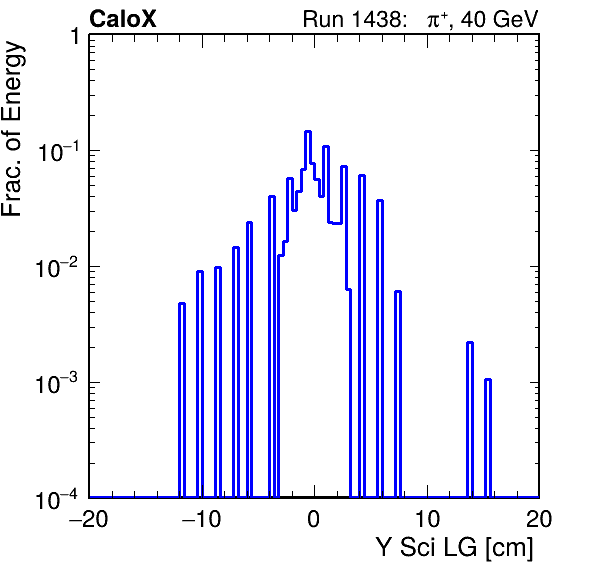 CaloX Run 1438: π⁺, 40 GeV
Frac. of Energy
1
10⁻¹
10⁻²
10⁻³
10⁻⁴
−20 −10 0 10 20
Y Sci LG [cm]